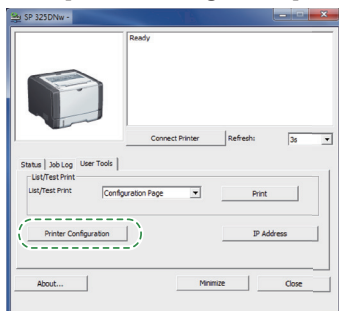 SP 325DNw -
Ready
Connect Printer Refresh: 3s
Status Job Log User Tools
List/Test Print
List/Test Print Configuration Page Print
Printer Configuration IP Address
About... Minimize Close